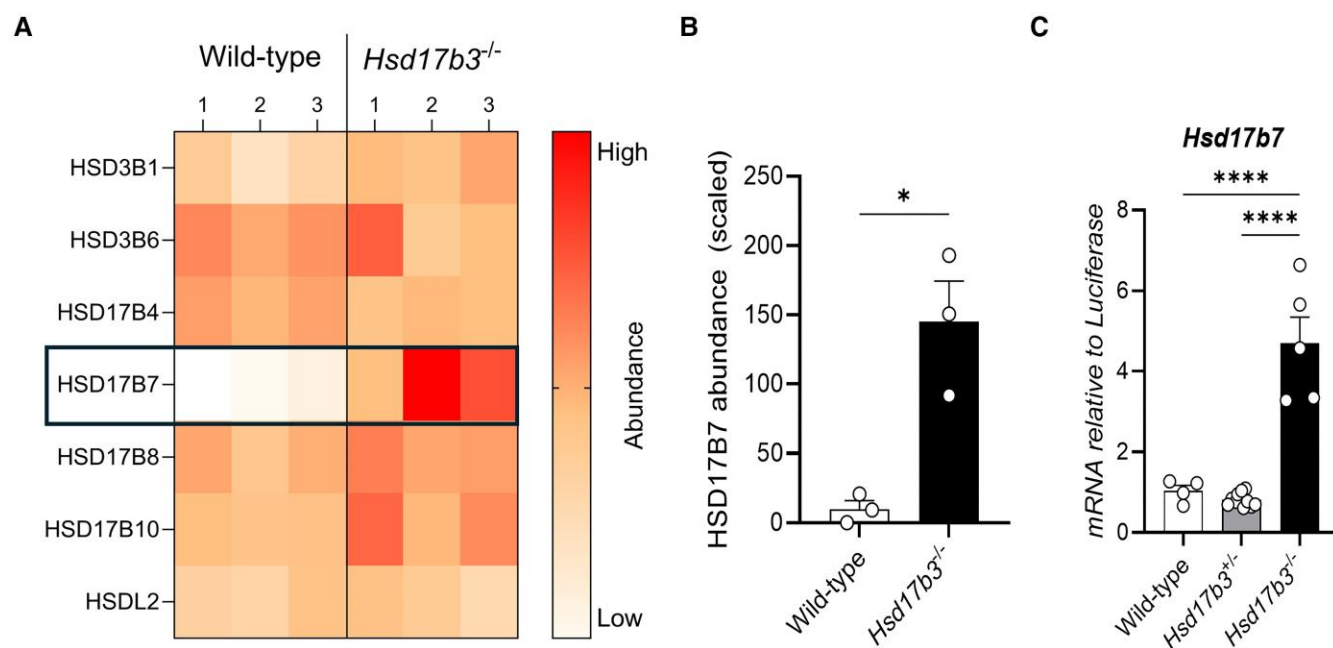 A
Wild-type
Hsd17b3-/-
1 2 3 1 2 3
HSD3B1
HSD3B6
HSD17B4
HSD17B7
HSD17B8
HSD17B10
HSDL2
High
Abundance
Low
B
HSD17B7 abundance (scaled)
250
200
150
100
50
0
*
Wild-type
Hsd17b3-/-
C
Hsd17b7
****
****
mRNA relative to Luciferase
8
6
4
2
0
Wild-type
Hsd17b3+/-
Hsd17b3-/-